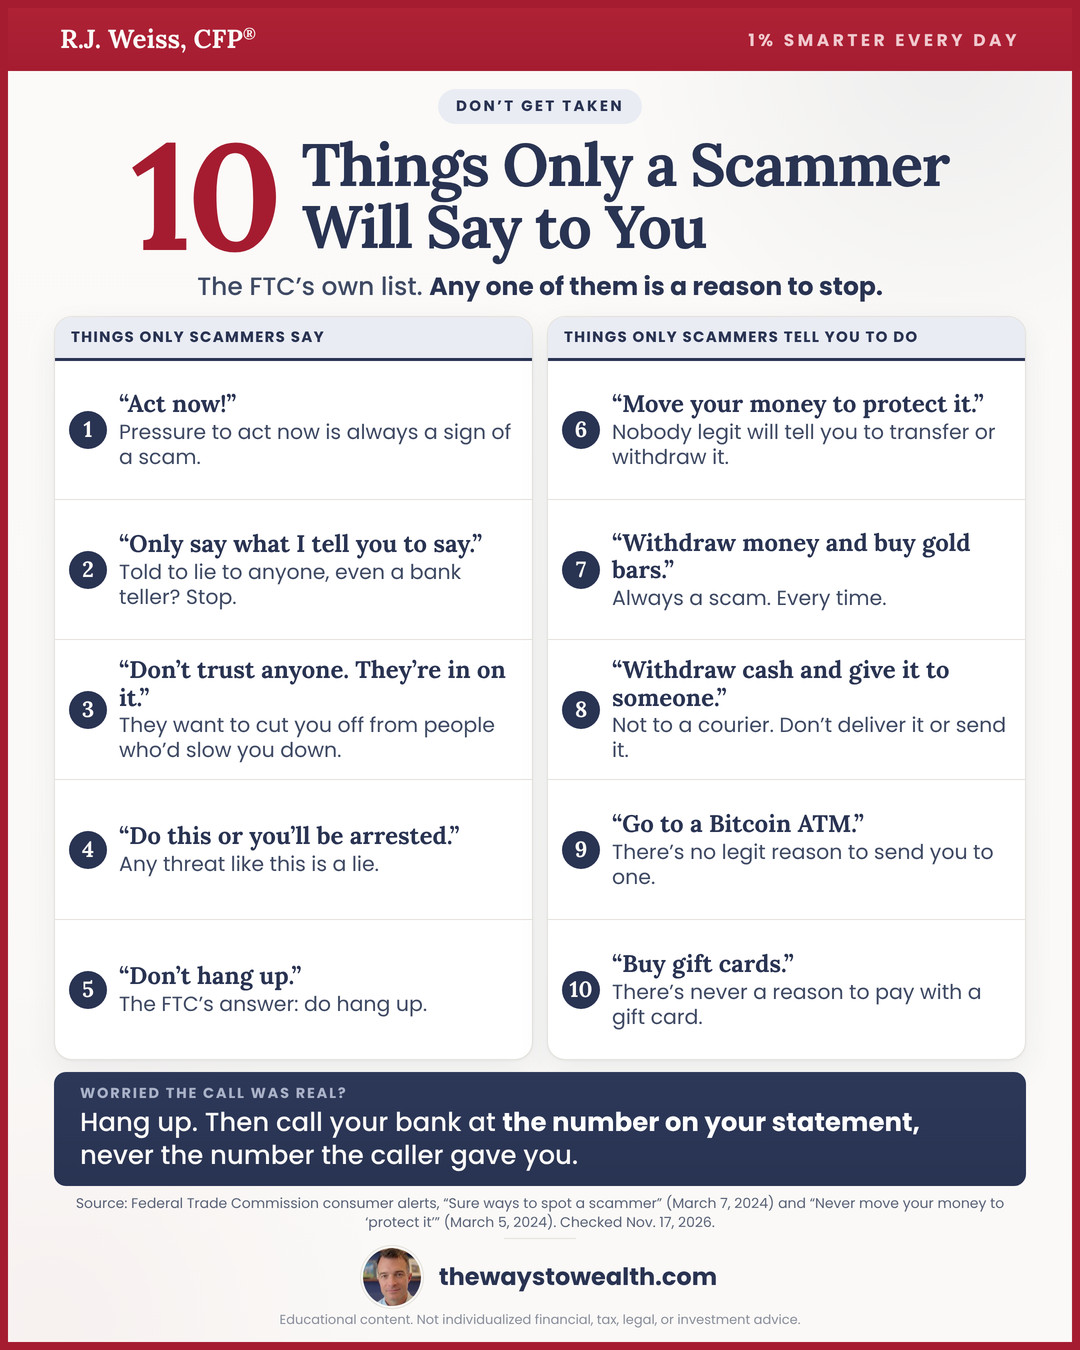 R.J. Weiss, CFP®
1% SMARTER EVERY DAY
DON’T GET TAKEN
10
Things Only a Scammer
Will Say to You
The FTC’s own list. Any one of them is a reason to stop.
THINGS ONLY SCAMMERS SAY
1
“Act now!”
Pressure to act now is always a sign of
a scam.
2
“Only say what I tell you to say.”
Told to lie to anyone, even a bank
teller? Stop.
3
“Don’t trust anyone. They’re in on
it.”
They want to cut you off from people
who’d slow you down.
4
“Do this or you’ll be arrested.”
Any threat like this is a lie.
5
“Don’t hang up.”
The FTC’s answer: do hang up.
THINGS ONLY SCAMMERS TELL YOU TO DO
6
“Move your money to protect it.”
Nobody legit will tell you to transfer or
withdraw it.
7
“Withdraw money and buy gold
bars.”
Always a scam. Every time.
8
“Withdraw cash and give it to
someone.”
Not to a courier. Don’t deliver it or send
it.
9
“Go to a Bitcoin ATM.”
There’s no legit reason to send you to
one.
10
“Buy gift cards.”
There’s never a reason to pay with a
gift card.
WORRIED THE CALL WAS REAL?
Hang up. Then call your bank at the number on your statement,
never the number the caller gave you.
Source: Federal Trade Commission consumer alerts, “Sure ways to spot a scammer” (March 7, 2024) and “Never move your money to
‘protect it’” (March 5, 2024). Checked Nov. 17, 2026.
thewaystowealth.com
Educational content. Not individualized financial, tax, legal, or investment advice.